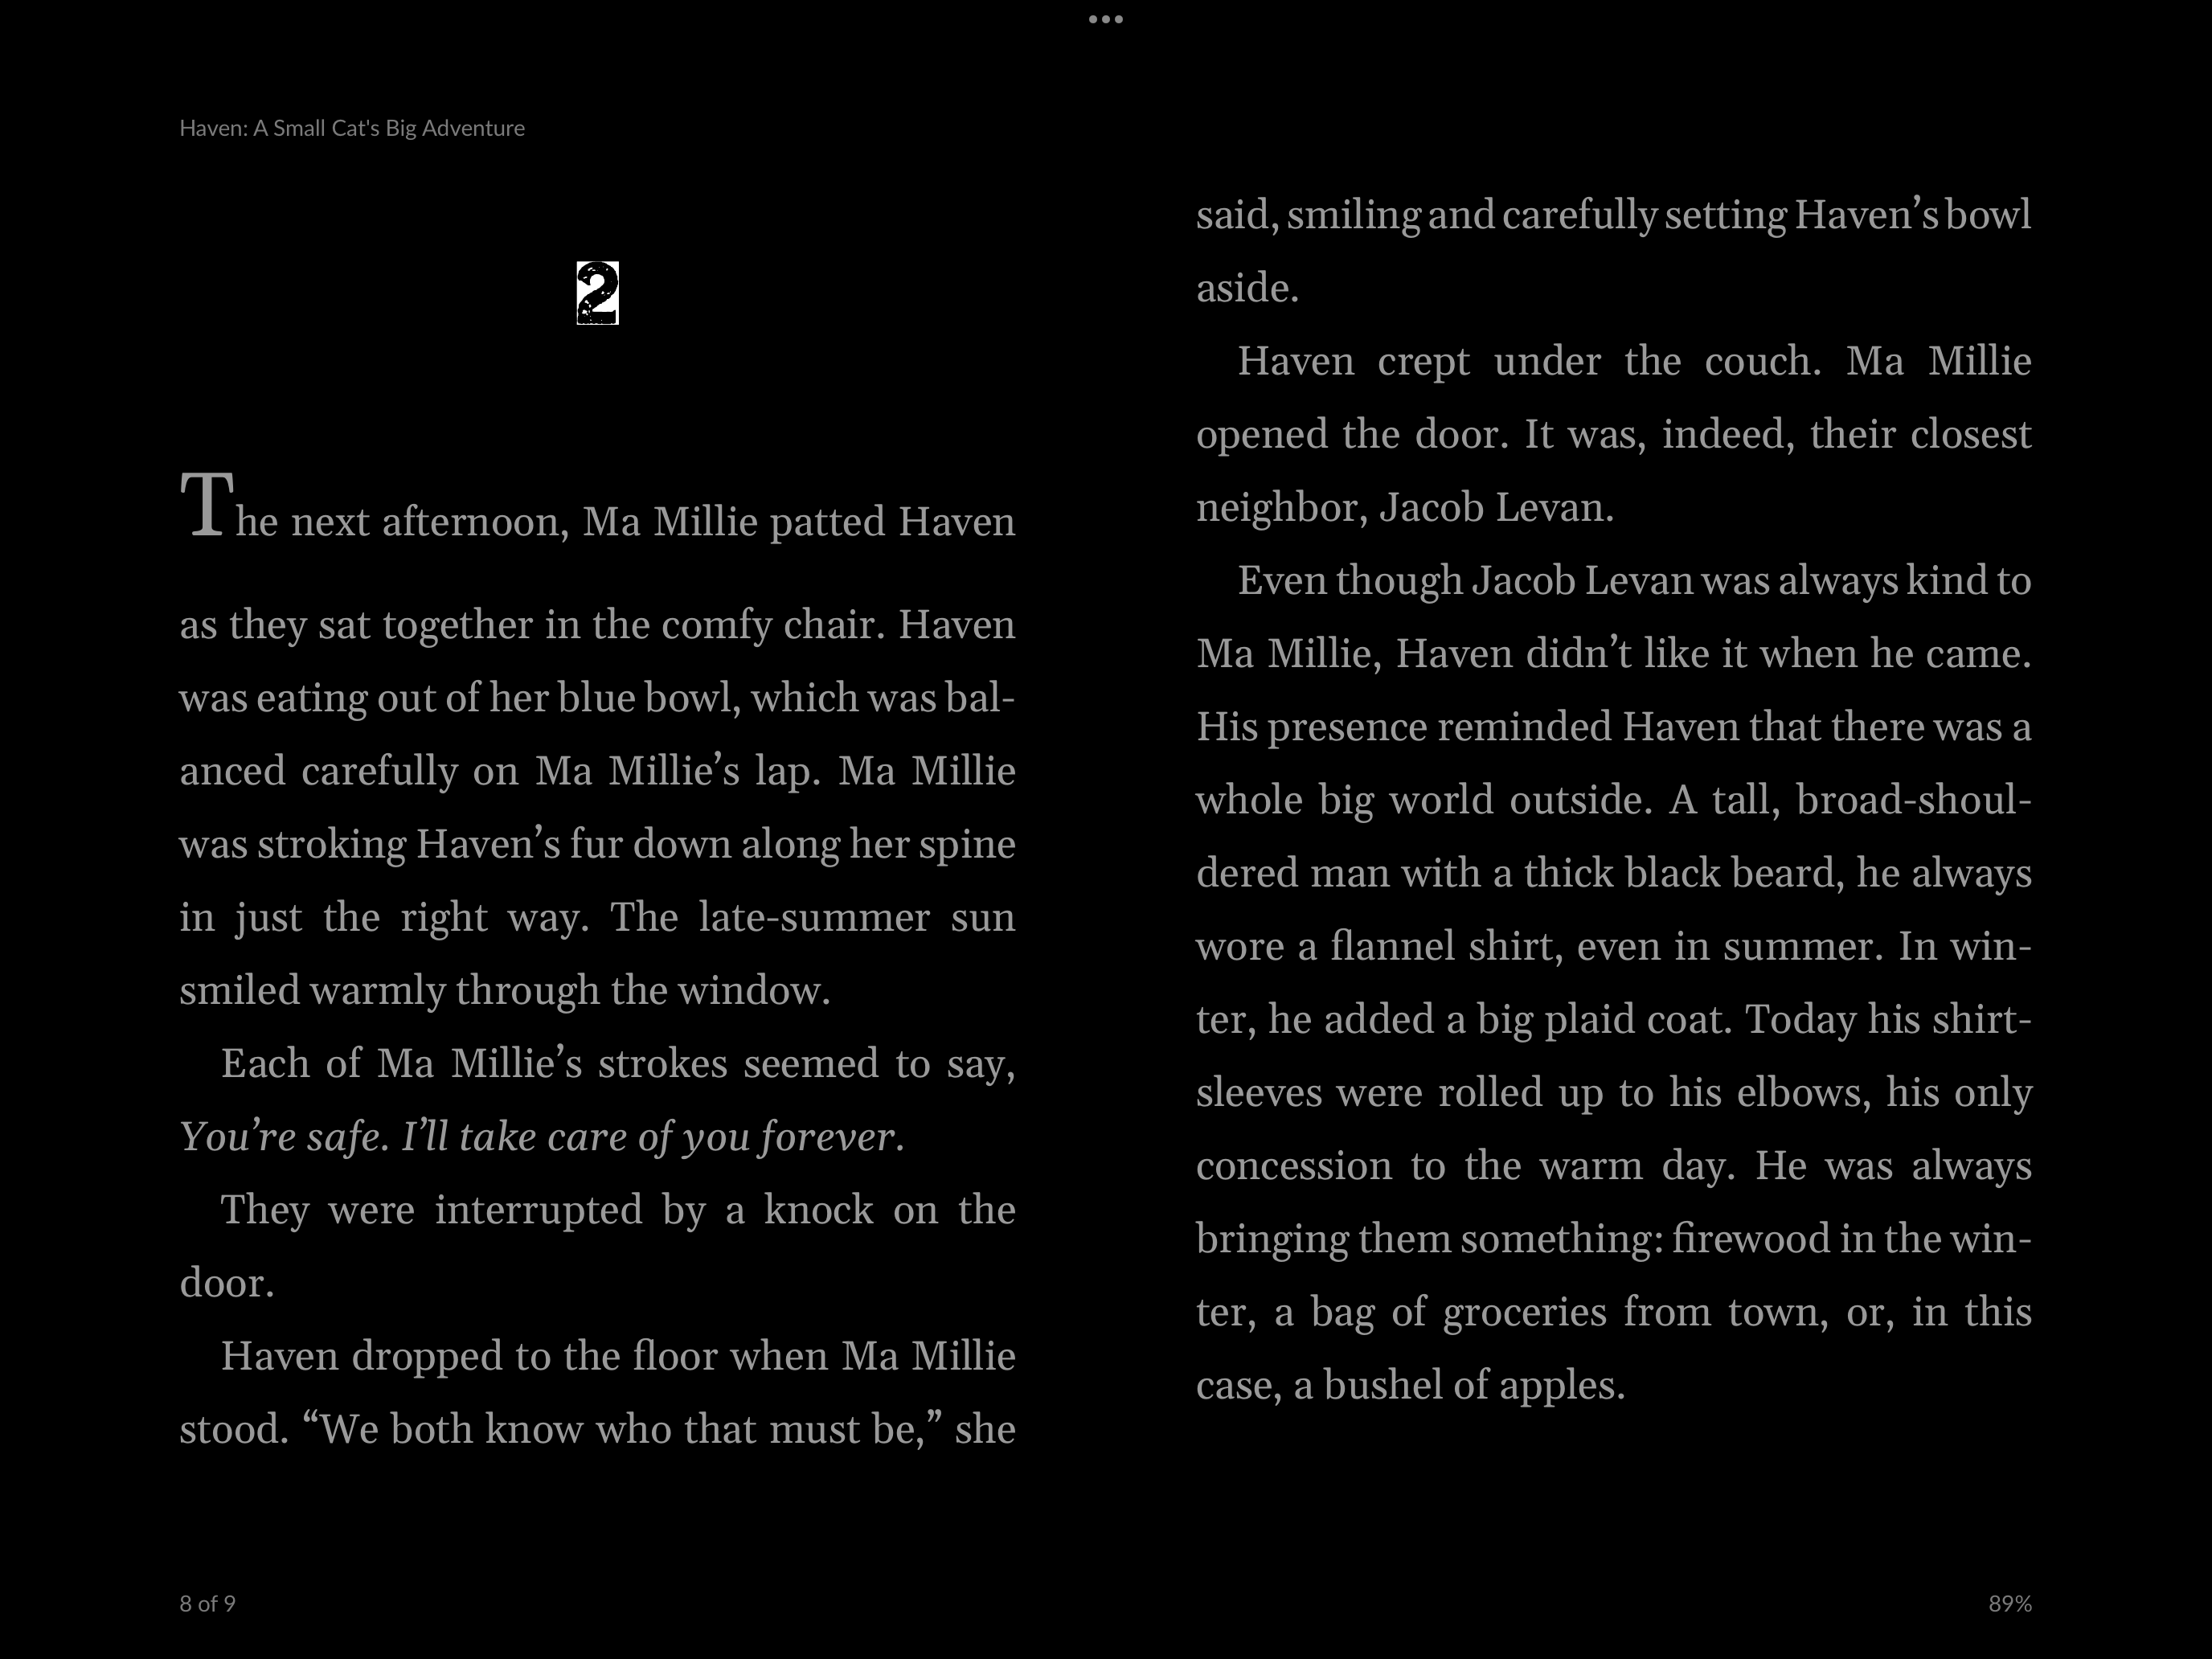 Haven: A Small Cat's Big Adventure
2
The next afternoon, Ma Millie patted Haven
as they sat together in the comfy chair. Haven
was eating out of her blue bowl, which was bal-
anced carefully on Ma Millie’s lap. Ma Millie
was stroking Haven’s fur down along her spine
in just the right way. The late-summer sun
smiled warmly through the window.
Each of Ma Millie’s strokes seemed to say,
You’re safe. I’ll take care of you forever.
They were interrupted by a knock on the
door.
Haven dropped to the floor when Ma Millie
stood. “We both know who that must be,” she
said, smiling and carefully setting Haven’s bowl
aside.
Haven crept under the couch. Ma Millie
opened the door. It was, indeed, their closest
neighbor, Jacob Levan.
Even though Jacob Levan was always kind to
Ma Millie, Haven didn’t like it when he came.
His presence reminded Haven that there was a
whole big world outside. A tall, broad-shoul-
dered man with a thick black beard, he always
wore a flannel shirt, even in summer. In win-
ter, he added a big plaid coat. Today his shirt-
sleeves were rolled up to his elbows, his only
concession to the warm day. He was always
bringing them something: firewood in the win-
ter, a bag of groceries from town, or, in this
case, a bushel of apples.
8 of 9
89%